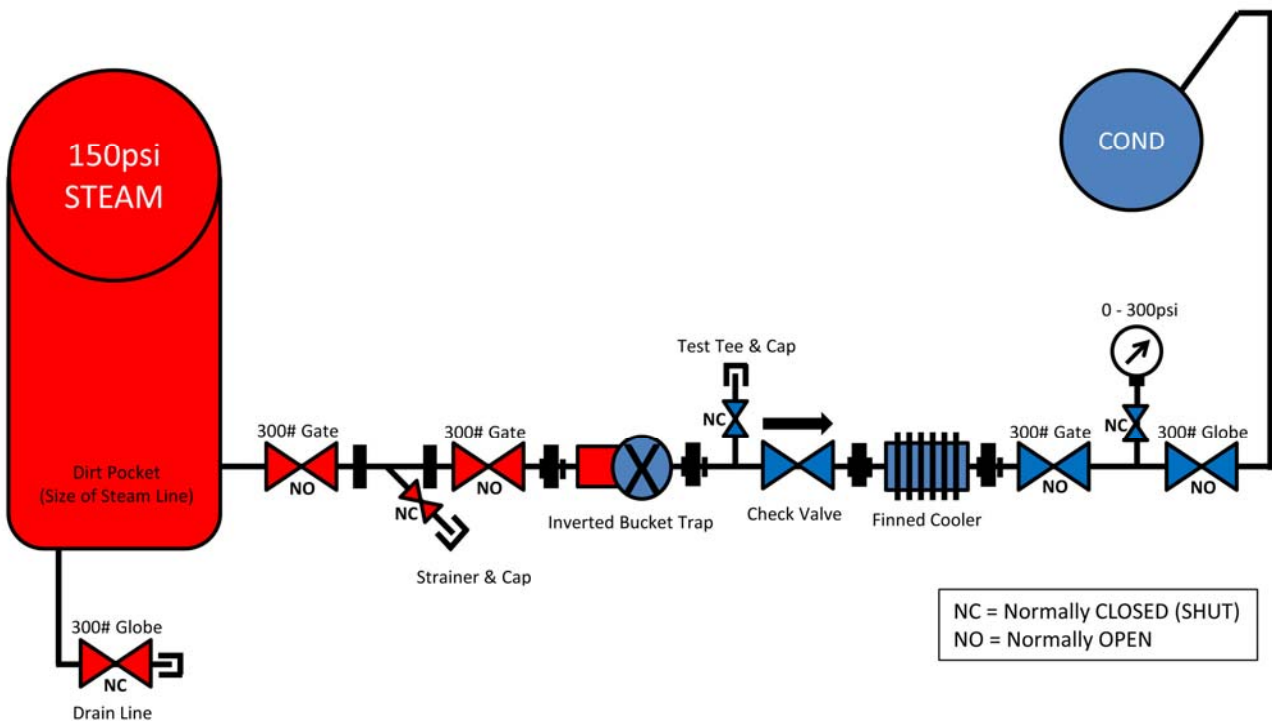 150psi
STEAM
COND
0 - 300psi
Test Tee & Cap
NC
NC
300# Gate
NO
300# Gate
NO
300# Gate
NO
300# Globe
NO
Dirt Pocket
(Size of Steam Line)
NC
Strainer & Cap
Inverted Bucket Trap
Check Valve
Finned Cooler
300# Globe
NC
Drain Line
NC = Normally CLOSED (SHUT)
NO = Normally OPEN